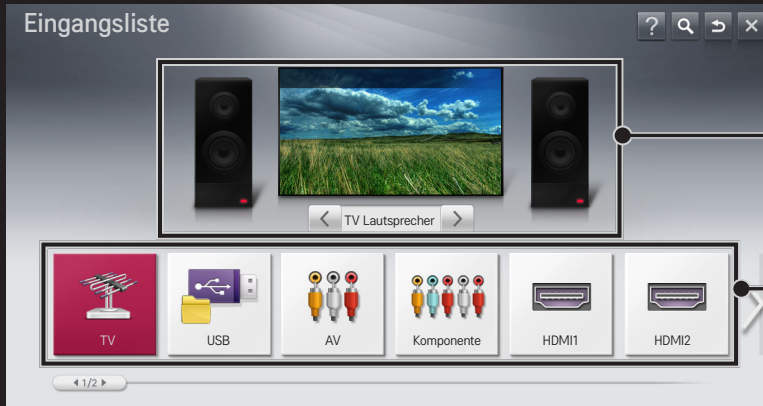 Eingangsliste
?
TV Lautsprecher
TV
USB
AV
Komponente
HDMI1
HDMI2
1/2